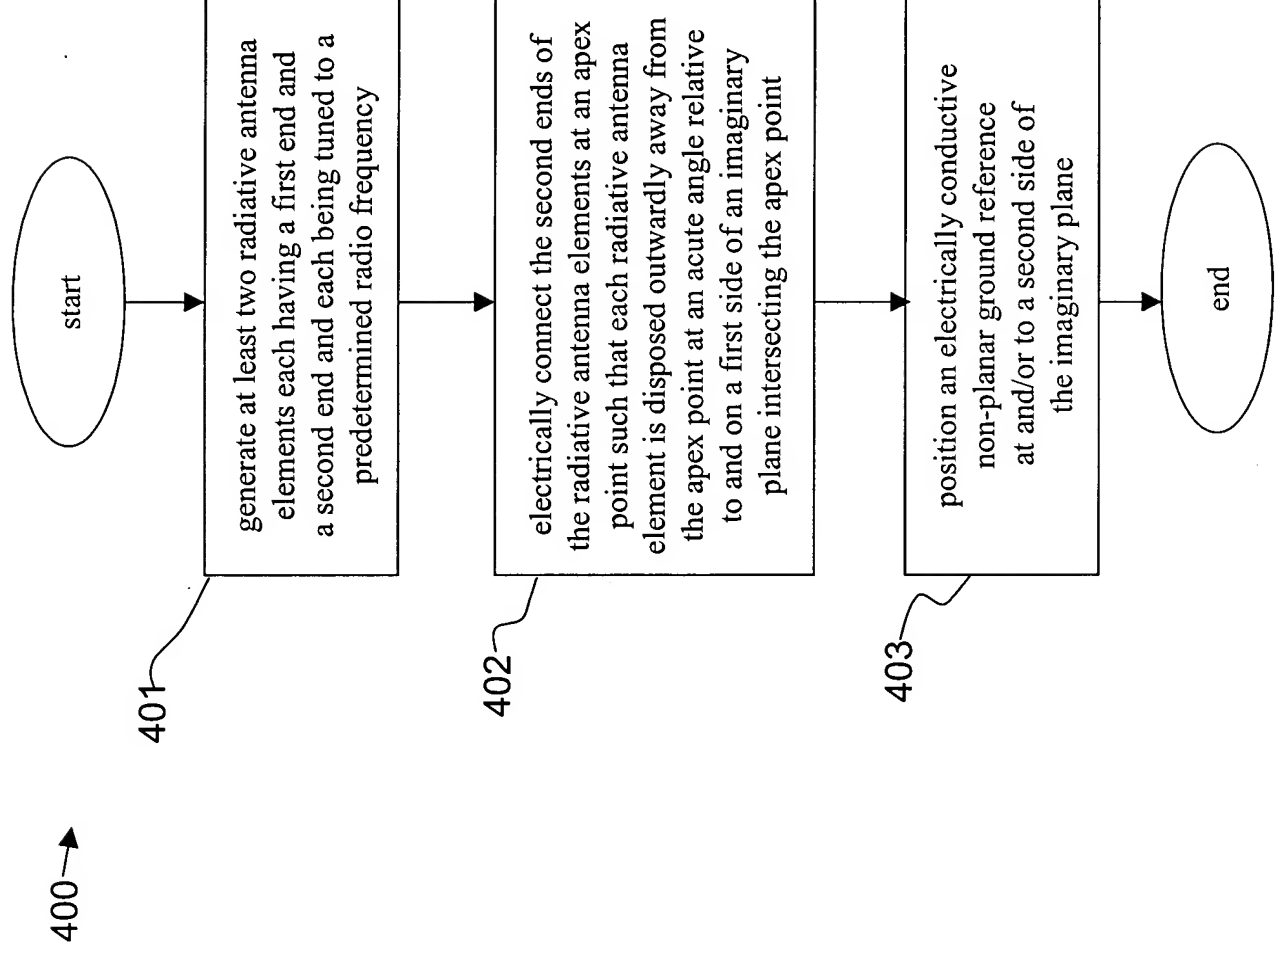 400
start
401
generate at least two radiative antenna
elements each having a first end and
a second end and each being tuned to a
predetermined radio frequency
402
electrically connect the second ends of
the radiative antenna elements at an apex
point such that each radiative antenna
element is disposed outwardly away from
the apex point at an acute angle relative
to and on a first side of an imaginary
plane intersecting the apex point
403
position an electrically conductive
non-planar ground reference
at and/or to a second side of
the imaginary plane
end